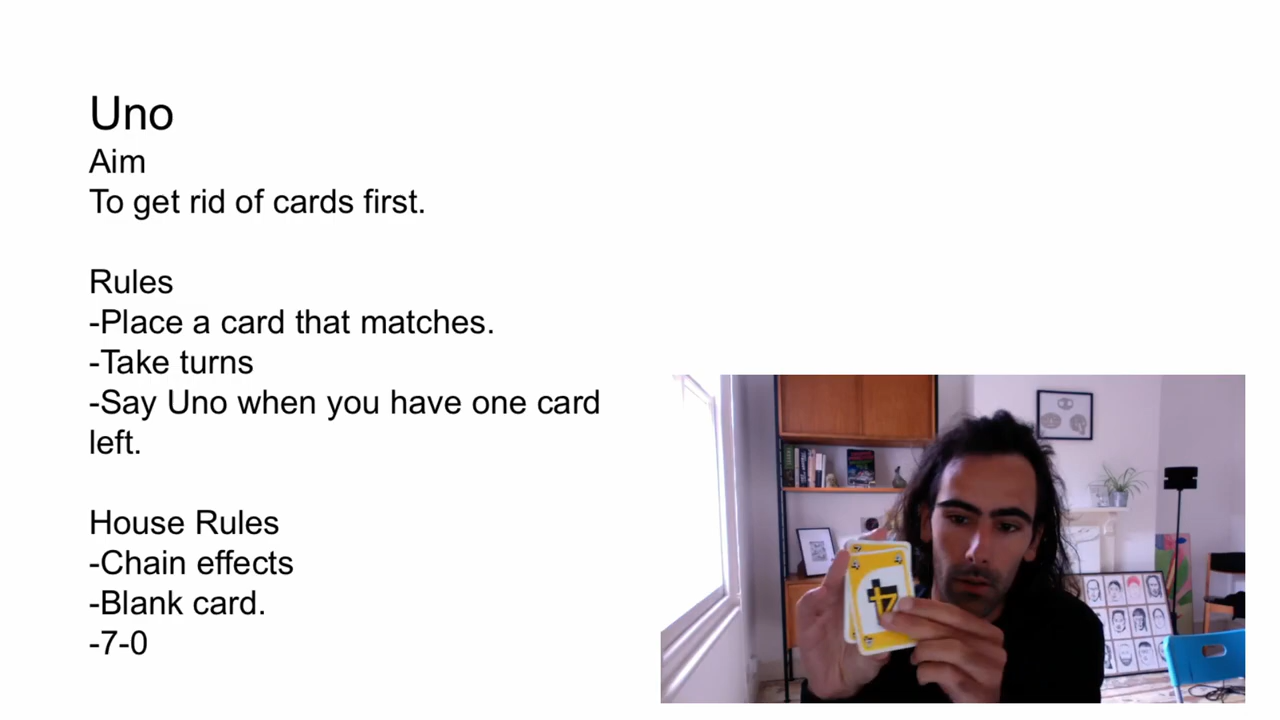 Uno
Aim
To get rid of cards first.
Rules
-Place a card that matches.
-Take turns
-Say Uno when you have one card
left.
House Rules
-Chain effects
-Blank card.
-7-0